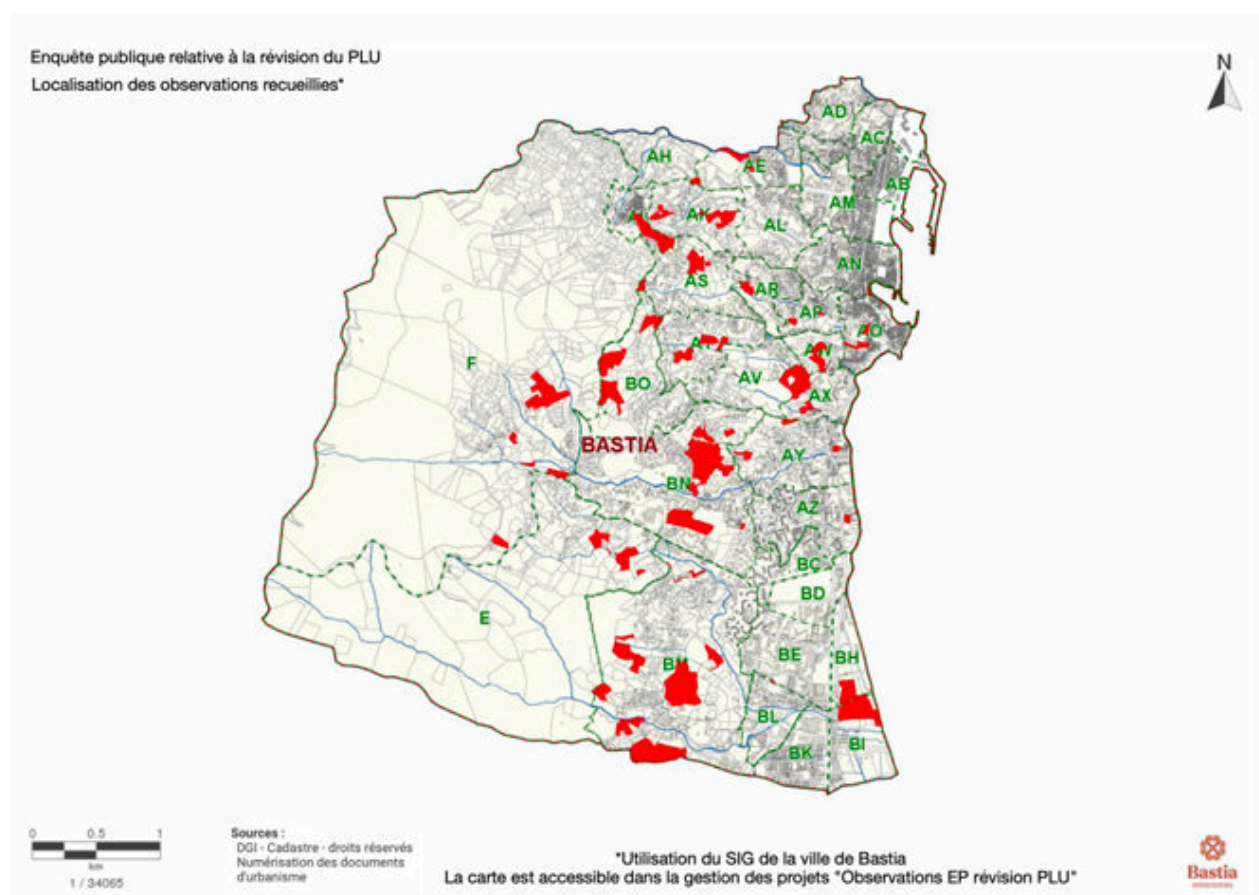 Enquête publique relative à la révision du PLU
Localisation des observations recueillies*
N
AD
AC
AH
AE
AB
AK
AM
AL
AN
AS
AR
AP
AO
AW
F
BO
AV
AX
BASTIA
AY
BN
AZ
BC
BD
E
BE
BH
BM
BL
BI
BK
0 0.5 1
km
1 / 34065
Sources :
DGI - Cadastre - droits réservés
Numérisation des documents
d'urbanisme
*Utilisation du SIG de la ville de Bastia
La carte est accessible dans la gestion des projets "Observations EP révision PLU"
Bastia